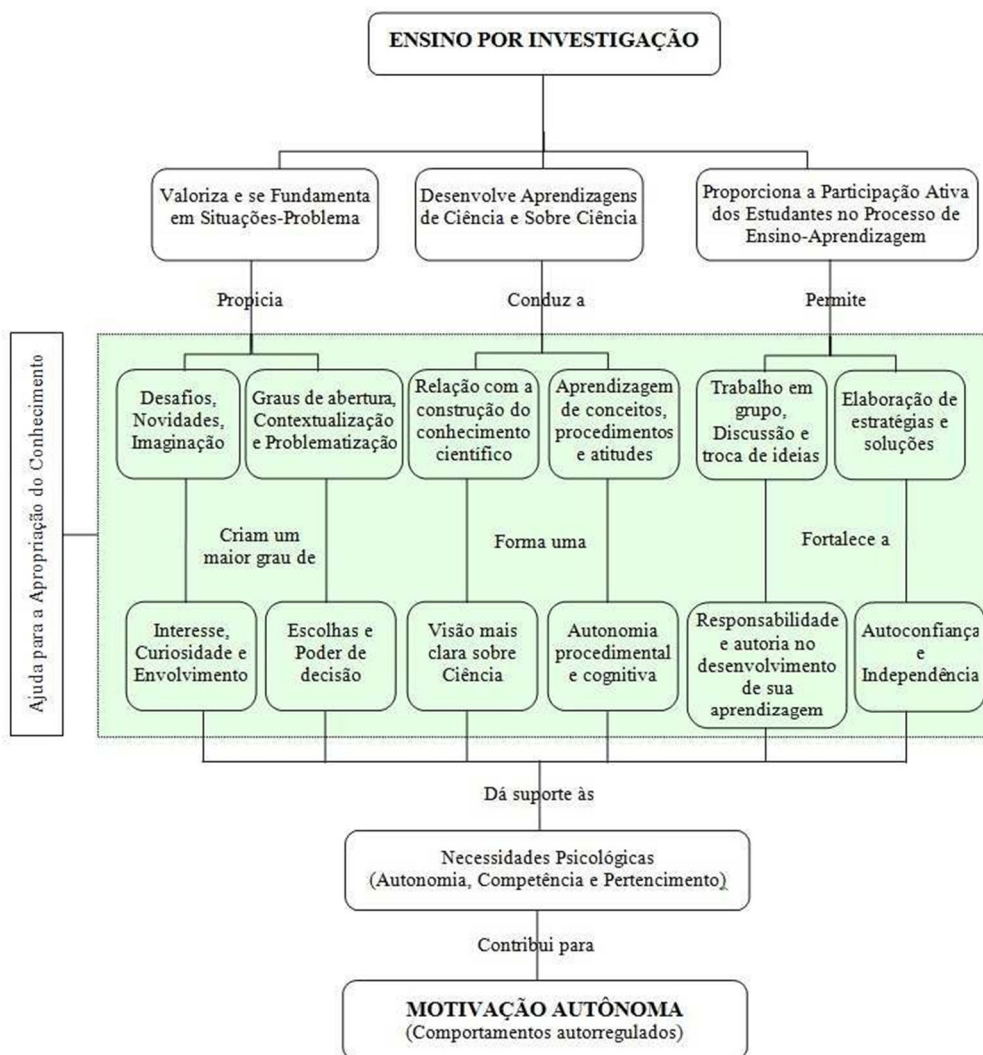 ENSINO POR INVESTIGAÇÃO
Valoriza e se Fundamenta
em Situações-Problema
Desenvolve Aprendizagens
de Ciência e Sobre Ciência
Proporciona a Participação Ativa
dos Estudantes no Processo de
Ensino-Aprendizagem
Propicia
Conduz a
Permite
Ajuda para a Apropriação do Conhecimento
Desafios,
Novidades,
Imaginação
Graus de abertura,
Contextualização
e Problematização
Relação com a
construção do
conhecimento
científico
Aprendizagem
de conceitos,
procedimentos
e atitudes
Trabalho em
grupo,
Discussão e
troca de ideias
Elaboração de
estratégias e
soluções
Criam um
maior grau de
Forma uma
Fortalece a
Interesse,
Curiosidade e
Envolvimento
Escolhas e
Poder de
decisão
Visão mais
clara sobre
Ciência
Autonomia
procedimental
e cognitiva
Responsabilidade
e autoria no
desenvolvimento
de sua
aprendizagem
Autoconfiança
e
Independência
Dá suporte às
Necessidades Psicológicas
(Autonomia, Competência e Pertencimento)
Contribui para
MOTIVAÇÃO AUTÔNOMA
(Comportamentos autorregulados)